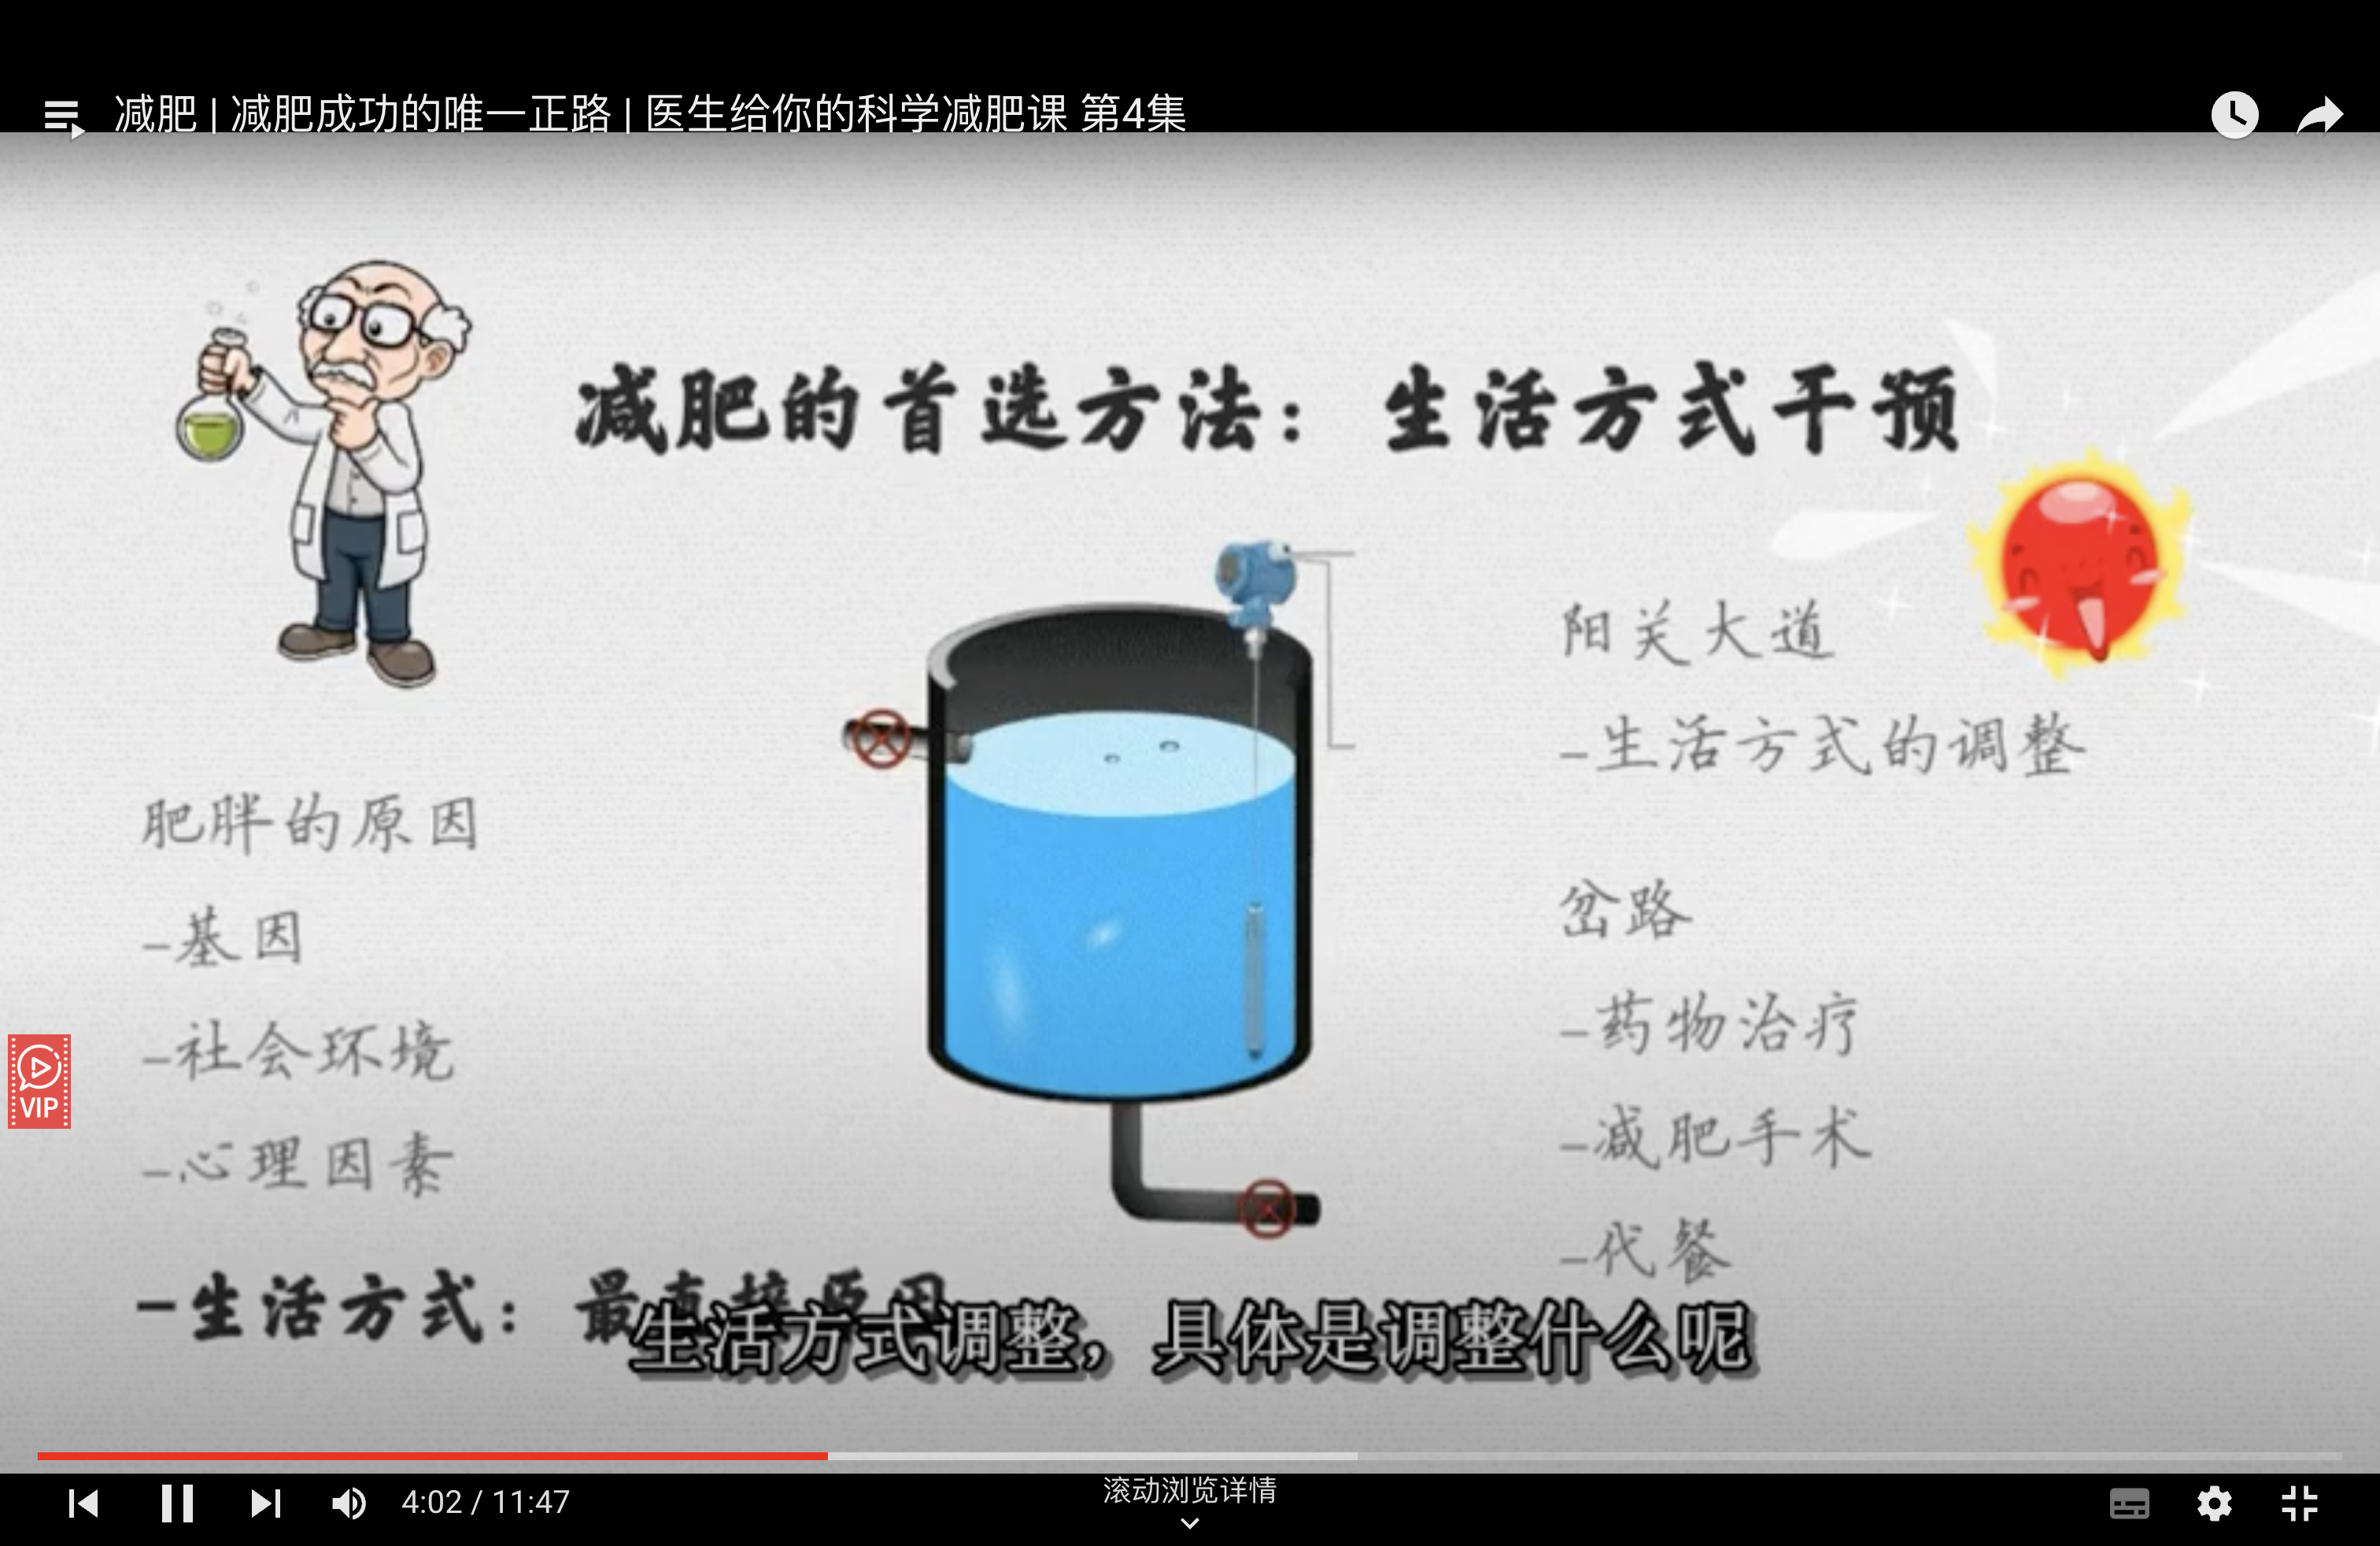 减肥 | 减肥成功的唯一正路 | 医生给你的科学减肥课 第4集
减肥的首选方法： 生活方式干预
阳关大道
-生活方式的调整
肥胖的原因
-基因
-社会环境
-心理因素
-生活方式： 最直接原因
岔路
-药物治疗
-减肥手术
-代餐
VIP
生活方式调整，具体是调整什么呢
4:02 / 11:47
滚动浏览详情